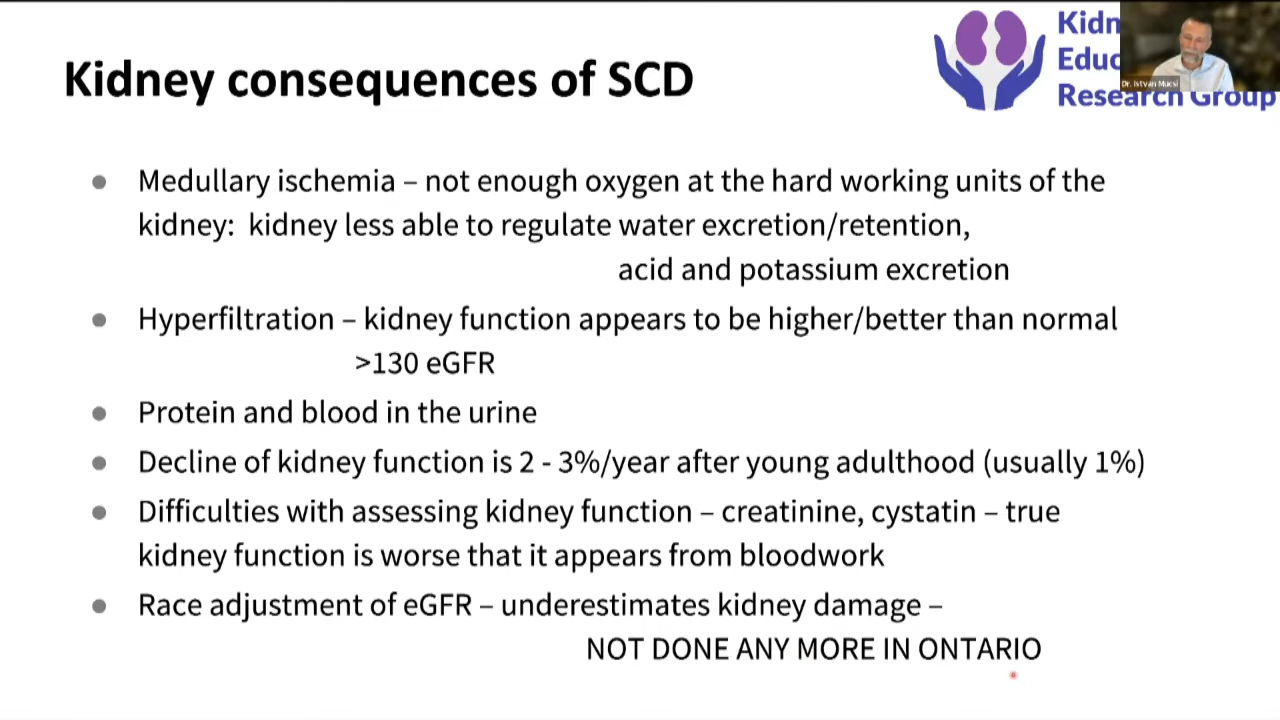 Kidney consequences of SCD
Kidn
Educ
Research Group
Dr. Istvan Mucsi
● Medullary ischemia – not enough oxygen at the hard working units of the
kidney: kidney less able to regulate water excretion/retention,
acid and potassium excretion
● Hyperfiltration – kidney function appears to be higher/better than normal
>130 eGFR
● Protein and blood in the urine
● Decline of kidney function is 2 - 3%/year after young adulthood (usually 1%)
● Difficulties with assessing kidney function – creatinine, cystatin – true
kidney function is worse that it appears from bloodwork
● Race adjustment of eGFR – underestimates kidney damage –
NOT DONE ANY MORE IN ONTARIO